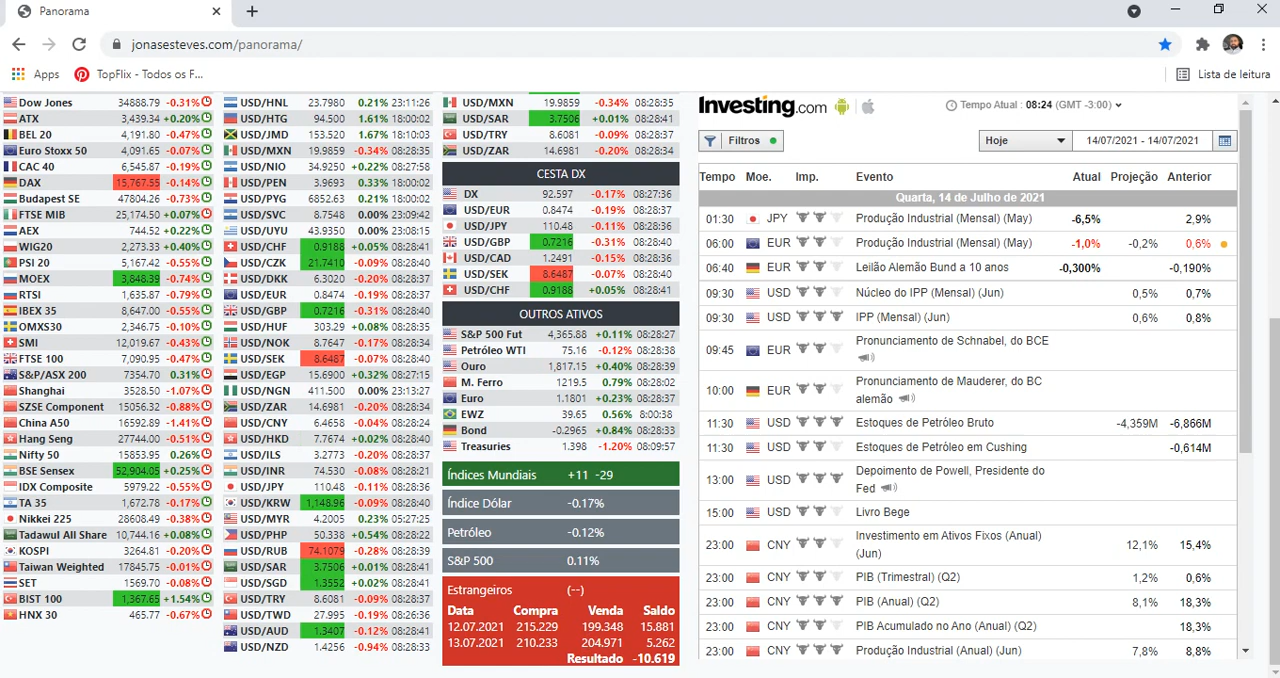 Panorama
jonasesteves.com/panorama/
Apps
TopFlix - Todos os F...
Lista de leitura
Dow Jones 34888.79 -0.31%
ATX 3,424.54 +0.20%
BEL 20 4,191.80 -0.47%
Euro Stoxx 50 4,091.65 -0.07%
CAC 40 6,545.87 -0.19%
DAX 15,767.55 -0.14%
Budapest SE 47804.26 -0.73%
FTSE MIB 25,174.50 +0.07%
AEX 744.52 +0.22%
WIG20 2,273.33 +0.40%
PSI 20 5,167.42 -0.55%
MOEX 3,848.39 -0.74%
RTSI 1,635.87 -0.79%
IBEX 35 8,647.00 -0.55%
OMXS30 2,346.75 -0.10%
SMI 12,019.67 -0.43%
FTSE 100 7,090.95 -0.47%
S&P/ASX 200 7354.70 0.31%
Shanghai 3528.50 -1.07%
SZSE Component 15056.32 -0.88%
China A50 16592.89 -1.41%
Hang Seng 27744.00 -0.51%
Nifty 50 15853.95 0.26%
BSE Sensex 52,904.05 +0.25%
IDX Composite 5979.22 -0.55%
TA 35 1,672.78 -0.17%
Nikkei 225 28608.49 -0.38%
Tadawul All Share 10,744.16 +0.08%
KOSPI 3264.81 -0.20%
Taiwan Weighted 17845.75 -0.01%
SET 1569.70 -0.08%
BIST 100 1,367.65 +1.54%
HNX 30 465.77 -0.67%
USD/HNL 23.7980 0.21% 23:11:26
USD/HTG 94.500 1.61% 18:00:02
USD/JMD 153.520 1.67% 18:10:03
USD/MXN 19.9859 -0.34% 08:28:35
USD/NIO 34.9250 +0.22% 08:27:58
USD/PEN 3.9693 0.33% 18:00:02
USD/PYG 6852.63 0.21% 18:00:02
USD/SVC 8.7548 0.00% 23:09:42
USD/UYU 43.9350 0.00% 23:08:15
USD/CHF 0.9188 +0.05% 08:28:41
USD/CZK 21.7410 -0.09% 08:28:40
USD/DKK 6.3020 -0.20% 08:28:37
USD/EUR 0.8474 -0.19% 08:28:37
USD/GBP 0.7216 -0.31% 08:28:40
USD/HUF 303.29 +0.08% 08:28:35
USD/NOK 8.7647 -0.17% 08:28:34
USD/SEK 8.6487 -0.07% 08:28:40
USD/EGP 15.6900 +0.32% 08:27:15
USD/NGN 411.500 0.00% 23:13:27
USD/ZAR 14.6981 -0.20% 08:28:34
USD/CNY 6.4658 -0.04% 08:28:24
USD/HKD 7.7674 +0.02% 08:28:40
USD/ILS 3.2773 -0.20% 08:28:37
USD/INR 74.530 -0.08% 08:28:21
USD/JPY 110.48 -0.11% 08:28:36
USD/KRW 1,148.96 -0.09% 08:28:40
USD/MYR 4.2005 0.23% 05:27:25
USD/PHP 50.338 +0.54% 08:28:22
USD/RUB 74.1079 -0.28% 08:28:39
USD/SAR 3.7506 +0.01% 08:28:41
USD/SGD 1.3552 +0.02% 08:28:41
USD/TRY 8.6081 -0.09% 08:28:37
USD/TWD 27.995 -0.19% 08:26:36
USD/AUD 1.3407 -0.12% 08:28:41
USD/NZD 1.4256 -0.94% 08:28:33
USD/MXN 19.9859 -0.34% 08:28:35
USD/SAR 3.7506 +0.01% 08:28:41
USD/TRY 8.6081 -0.09% 08:28:37
USD/ZAR 14.6981 -0.20% 08:28:34
CESTA DX
DX 92.597 -0.17% 08:27:36
USD/EUR 0.8474 -0.19% 08:28:37
USD/JPY 110.48 -0.11% 08:28:36
USD/GBP 0.7216 -0.31% 08:28:40
USD/CAD 1.2491 -0.15% 08:28:36
USD/SEK 8.6487 -0.07% 08:28:40
USD/CHF 0.9188 +0.05% 08:28:41
OUTROS ATIVOS
S&P 500 Fut 4,365.88 +0.11% 08:28:27
Petróleo WTI 75.16 -0.12% 08:28:38
Ouro 1,817.15 +0.40% 08:28:39
M. Ferro 1219.5 0.79% 08:28:02
Euro 1.1801 +0.23% 08:28:37
EWZ 39.65 0.56% 8:00:38
Bond -0.2965 +0.84% 08:28:33
Treasuries 1.398 -1.20% 08:09:57
Índices Mundiais +11 -29
Índice Dólar -0.17%
Petróleo -0.12%
S&P 500 0.11%
Estrangeiros (--)
Data Compra Venda Saldo
12.07.2021 215.229 199.348 15.881
13.07.2021 210.233 204.971 5.262
Resultado -10.619
Investing.com
Tempo Atual : 08:24 (GMT -3:00)
Filtros
Hoje
14/07/2021 - 14/07/2021
Tempo Moe. Imp. Evento Atual Projeção Anterior
Quarta, 14 de Julho de 2021
01:30 JPY Produção Industrial (Mensal) (May) -6,5% 2,9%
06:00 EUR Produção Industrial (Mensal) (May) -1,0% -0,2% 0,6%
06:40 EUR Leilão Alemão Bund a 10 anos -0,300% -0,190%
09:30 USD Núcleo do IPP (Mensal) (Jun) 0,5% 0,7%
09:30 USD IPP (Mensal) (Jun) 0,6% 0,8%
09:45 EUR Pronunciamento de Schnabel, do BCE
10:00 EUR Pronunciamento de Mauderer, do BC
alemão
11:30 USD Estoques de Petróleo Bruto -4,359M -6,866M
11:30 USD Estoques de Petróleo em Cushing -0,614M
13:00 USD Depoimento de Powell, Presidente do
Fed
15:00 USD Livro Bege
23:00 CNY Investimento em Ativos Fixos (Anual)
(Jun) 12,1% 15,4%
23:00 CNY PIB (Trimestral) (Q2) 1,2% 0,6%
23:00 CNY PIB (Anual) (Q2) 8,1% 18,3%
23:00 CNY PIB Acumulado no Ano (Anual) (Q2) 18,3%
23:00 CNY Produção Industrial (Anual) (Jun) 7,8% 8,8%